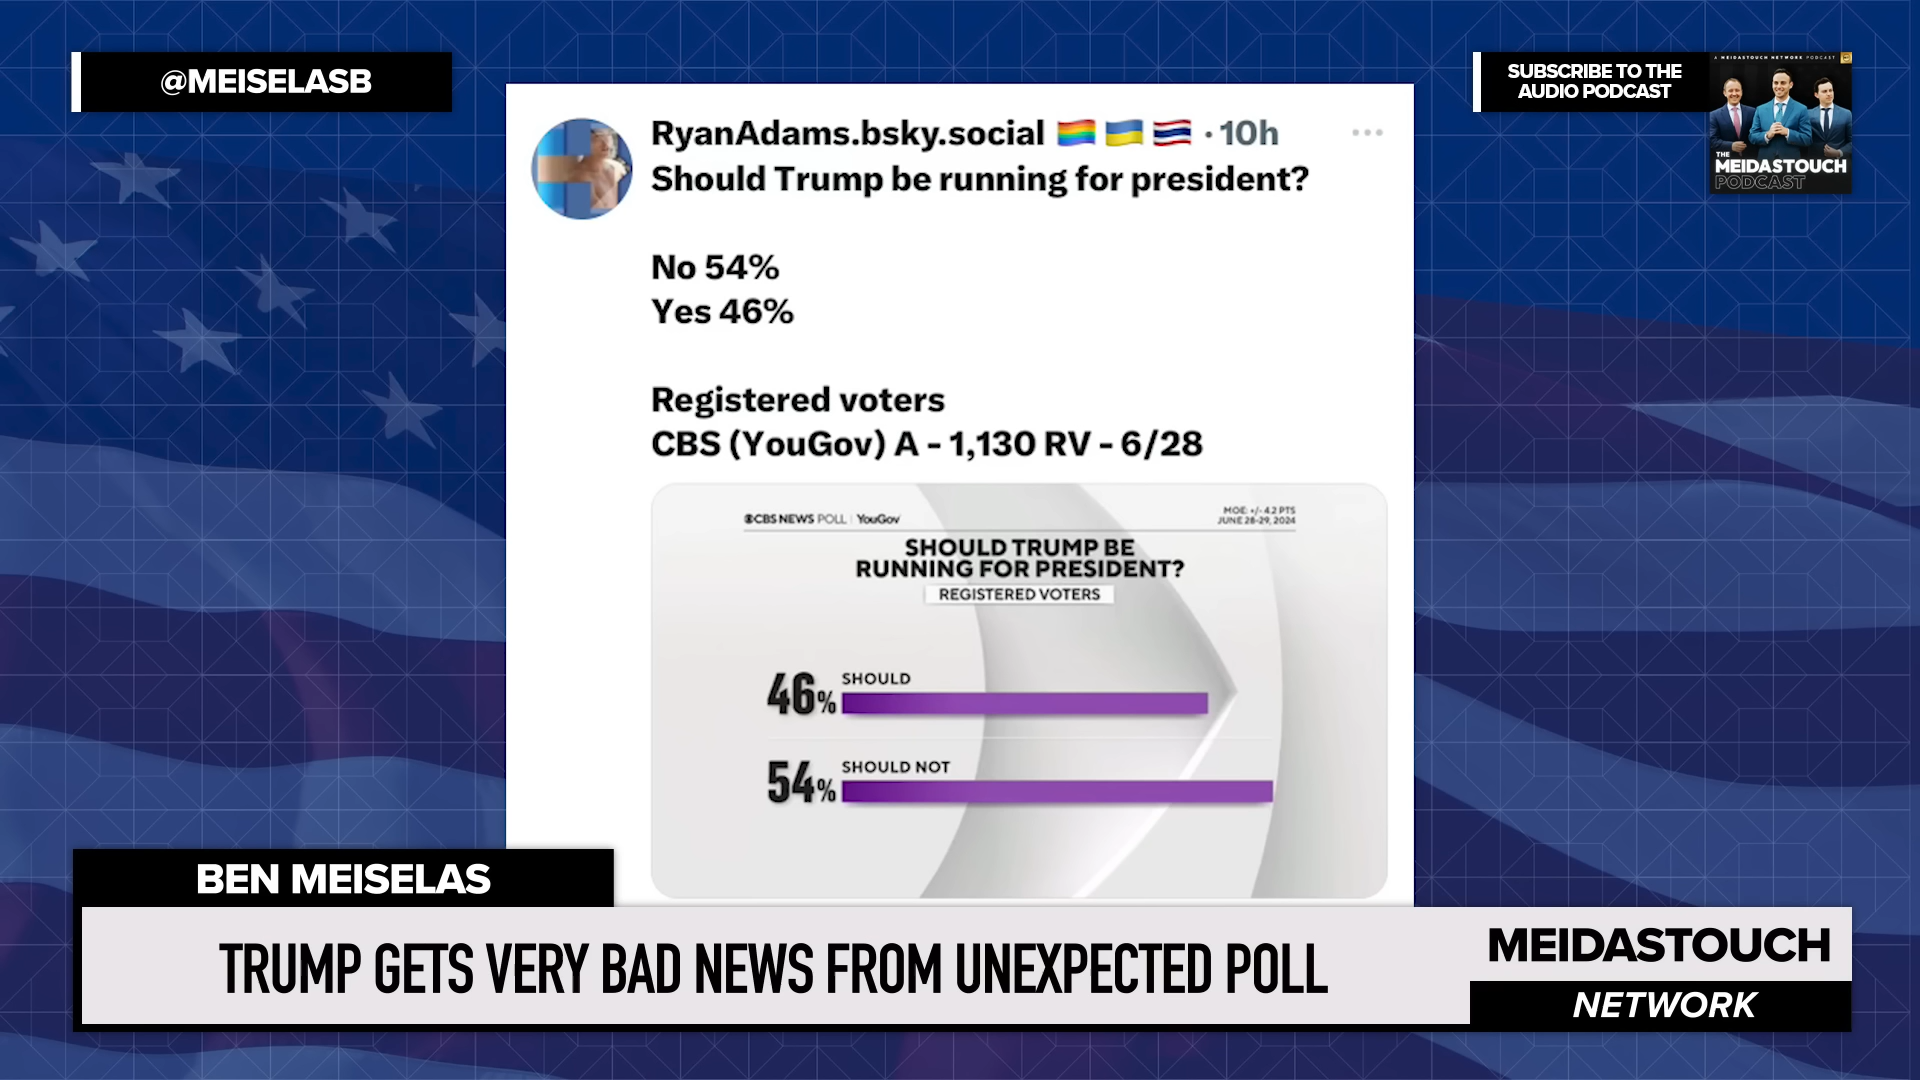 @MEISELASB
SUBSCRIBE TO THE
AUDIO PODCAST
A MEIDASTOUCH NETWORK PODCAST
THE
MEIDASTOUCH
PODCAST
RyanAdams.bsky.social 🏳️‍🌈 🇺🇦 🇹🇭 · 10h
Should Trump be running for president?
No 54%
Yes 46%
Registered voters
CBS (YouGov) A - 1,130 RV - 6/28
CBS NEWS POLL | YouGov
MOE: +/- 4.2 PTS
JUNE 28-29, 2024
SHOULD TRUMP BE
RUNNING FOR PRESIDENT?
REGISTERED VOTERS
46% SHOULD
54% SHOULD NOT
BEN MEISELAS
TRUMP GETS VERY BAD NEWS FROM UNEXPECTED POLL
MEIDASTOUCH
NETWORK